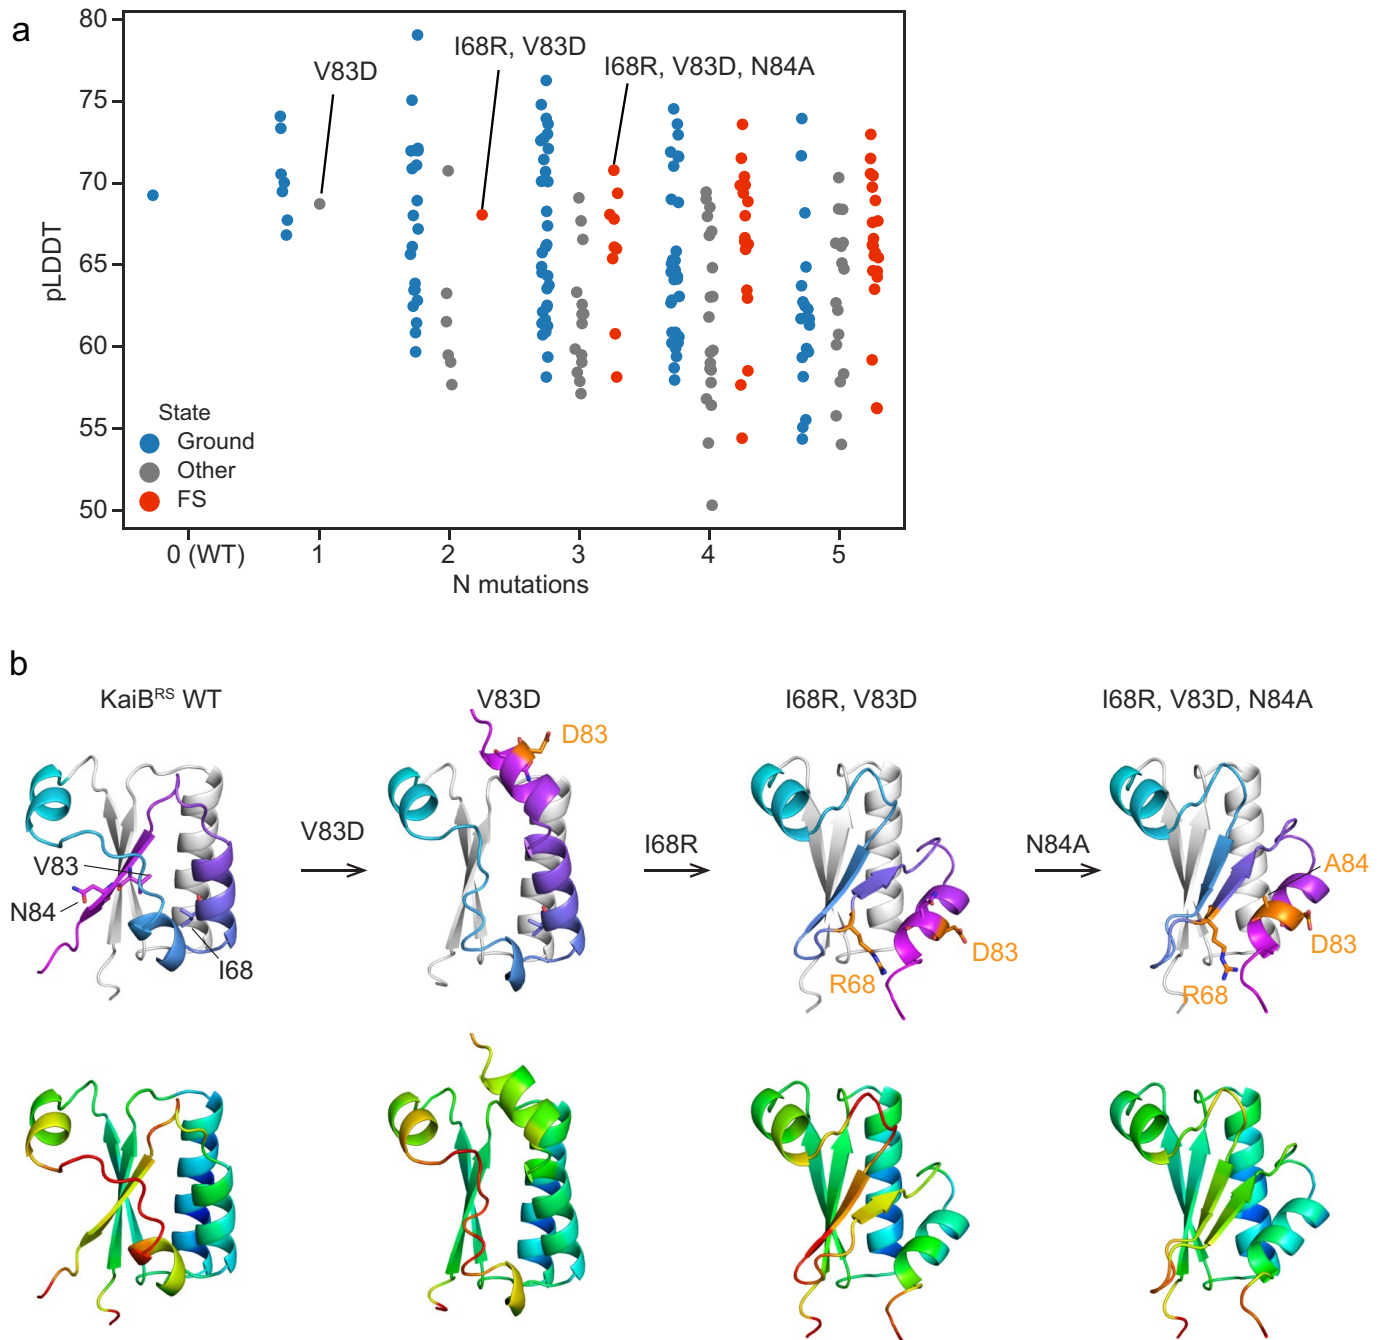 a
80
75
70
65
60
55
50
pLDDT
V83D
I68R, V83D
I68R, V83D, N84A
State
Ground
Other
FS
0 (WT)
1
2
3
4
5
N mutations
b
KaiBRS WT
V83D
I68R, V83D
I68R, V83D, N84A
V83
N84
I68
V83D
D83
I68R
R68
D83
N84A
A84
D83
R68